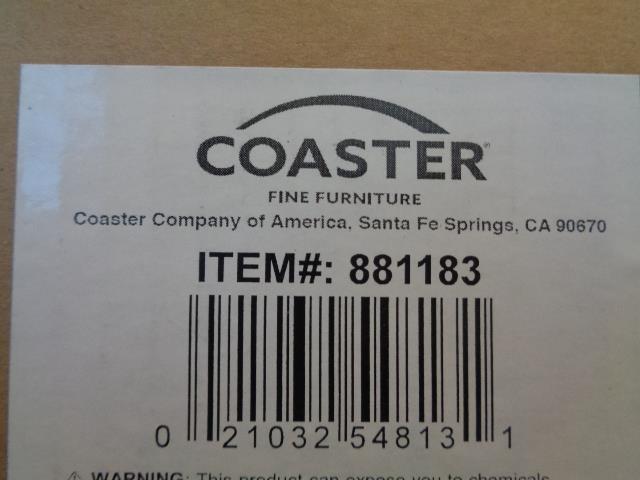 COASTER
FINE FURNITURE
Coaster Company of America, Santa Fe Springs, CA 90670
ITEM#: 881183
0 21032 54813 1
WARNING: This product can expose you to chemicals